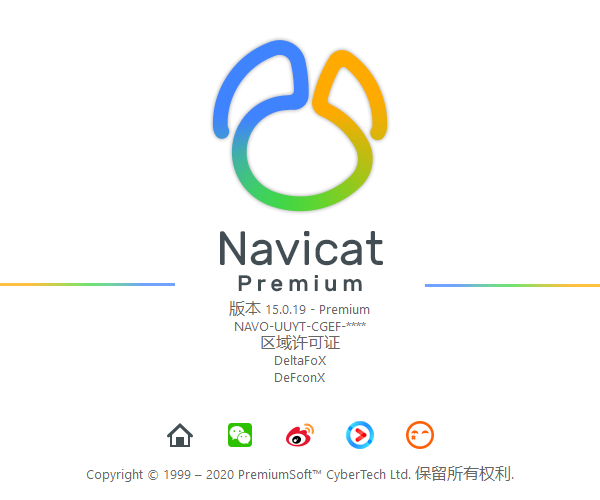 Navicat
Premium
版本 15.0.19 - Premium
NAVO-UUYT-CGEF-****
区域许可证
DeltaFoX
DeFconX
Copyright © 1999 – 2020 PremiumSoft™ CyberTech Ltd. 保留所有权利.